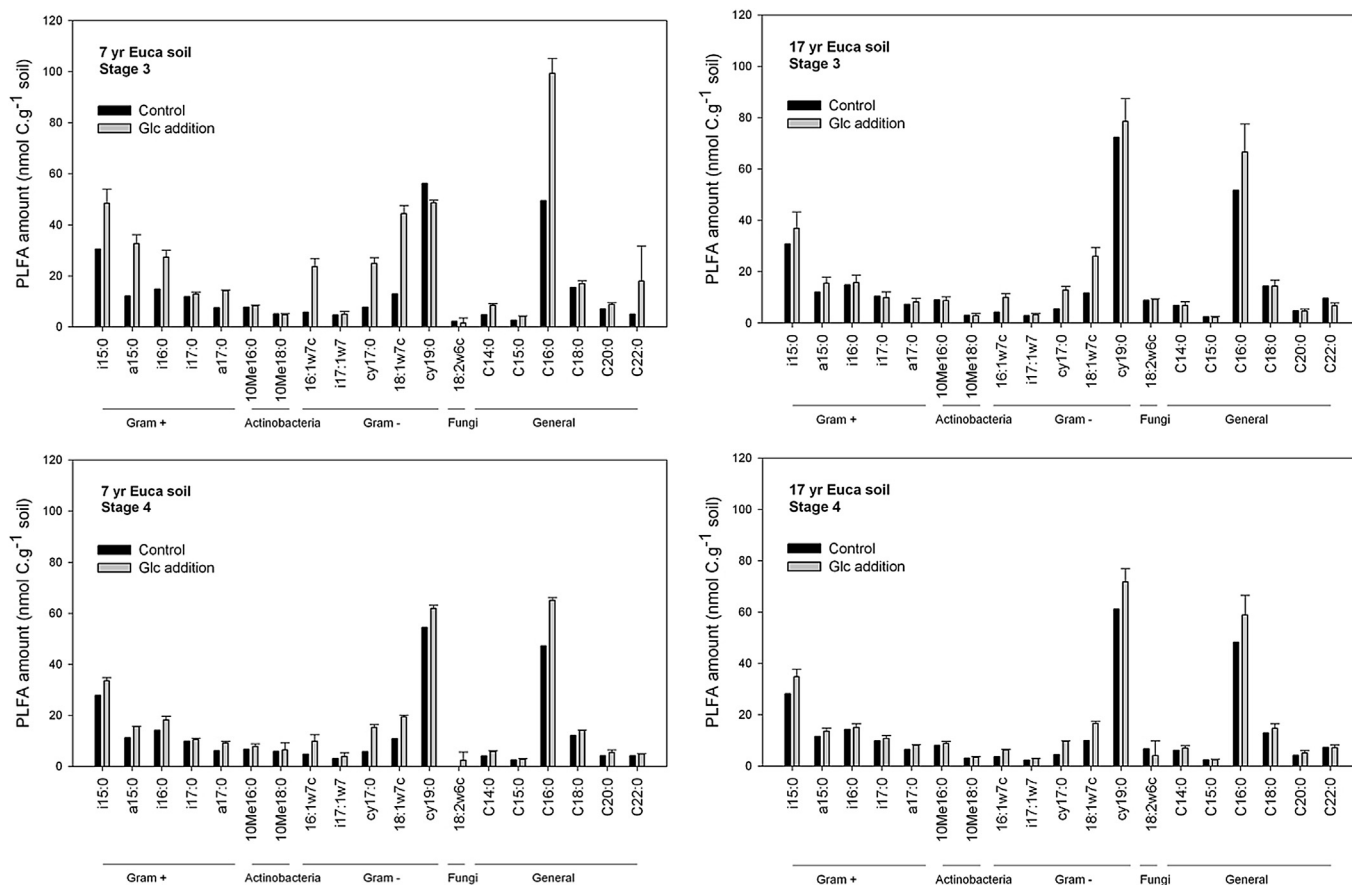 PLFA amount (nmol C.g-1 soil)
120
100
80
60
40
20
0
7 yr Euca soil
Stage 3
Control
Glc addition
i15:0
a15:0
i16:0
i17:0
a17:0
10Me16:0
10Me18:0
16:1w7c
i17:1w7
cy17:0
18:1w7c
cy19:0
18:2w6c
C14:0
C15:0
C16:0
C18:0
C20:0
C22:0
Gram +
Actinobacteria
Gram -
Fungi
General
PLFA amount (nmol C.g-1 soil)
120
100
80
60
40
20
0
17 yr Euca soil
Stage 3
Control
Glc addition
i15:0
a15:0
i16:0
i17:0
a17:0
10Me16:0
10Me18:0
16:1w7c
i17:1w7
cy17:0
18:1w7c
cy19:0
18:2w6c
C14:0
C15:0
C16:0
C18:0
C20:0
C22:0
Gram +
Actinobacteria
Gram -
Fungi
General
PLFA amount (nmol C.g-1 soil)
120
100
80
60
40
20
0
7 yr Euca soil
Stage 4
Control
Glc addition
i15:0
a15:0
i16:0
i17:0
a17:0
10Me16:0
10Me18:0
16:1w7c
i17:1w7
cy17:0
18:1w7c
cy19:0
18:2w6c
C14:0
C15:0
C16:0
C18:0
C20:0
C22:0
Gram +
Actinobacteria
Gram -
Fungi
General
PLFA amount (nmol C.g-1 soil)
120
100
80
60
40
20
0
17 yr Euca soil
Stage 4
Control
Glc addition
i15:0
a15:0
i16:0
i17:0
a17:0
10Me16:0
10Me18:0
16:1w7c
i17:1w7
cy17:0
18:1w7c
cy19:0
18:2w6c
C14:0
C15:0
C16:0
C18:0
C20:0
C22:0
Gram +
Actinobacteria
Gram -
Fungi
General